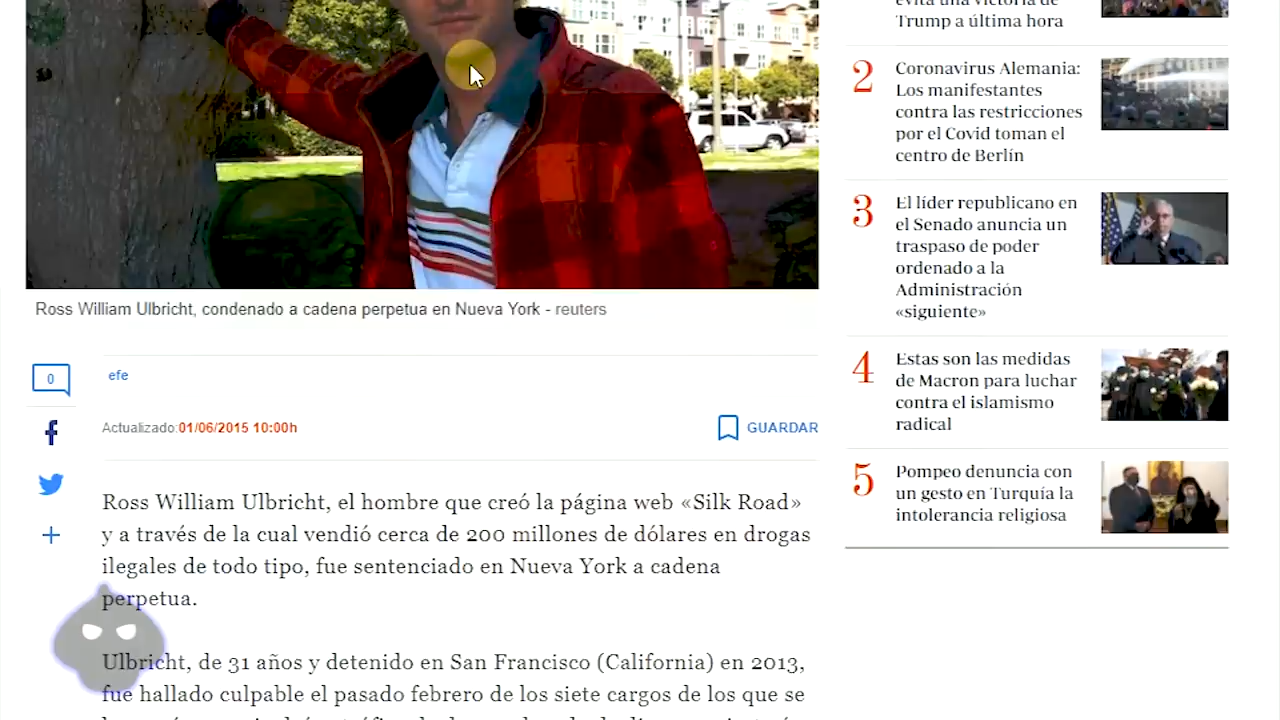 Ross William Ulbricht, condenado a cadena perpetua en Nueva York - reuters
0
efe
Actualizado:01/06/2015 10:00h
GUARDAR
Ross William Ulbricht, el hombre que creó la página web «Silk Road»
y a través de la cual vendió cerca de 200 millones de dólares en drogas
ilegales de todo tipo, fue sentenciado en Nueva York a cadena
perpetua.
Ulbricht, de 31 años y detenido en San Francisco (California) en 2013,
fue hallado culpable el pasado febrero de los siete cargos de los que se
evita una victoria de
Trump a última hora
2
Coronavirus Alemania:
Los manifestantes
contra las restricciones
por el Covid toman el
centro de Berlín
3
El líder republicano en
el Senado anuncia un
traspaso de poder
ordenado a la
Administración
«siguiente»
4
Estas son las medidas
de Macron para luchar
contra el islamismo
radical
5
Pompeo denuncia con
un gesto en Turquía la
intolerancia religiosa